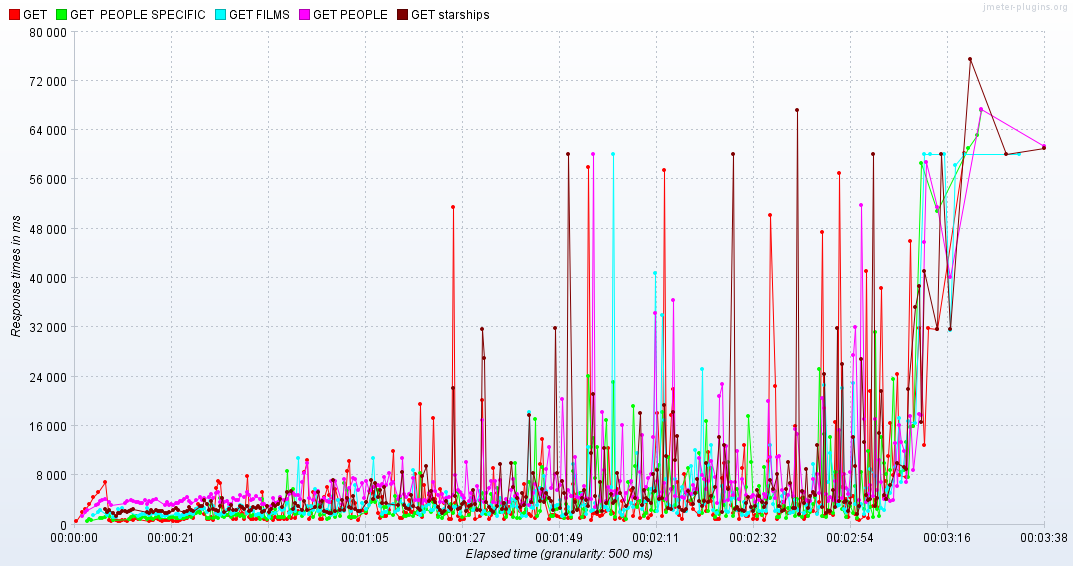 GET GET PEOPLE SPECIFIC GET FILMS GET PEOPLE GET starships
jmeter-plugins.org
80 000
72 000
64 000
56 000
48 000
40 000
32 000
24 000
16 000
8 000
0
Response times in ms
00:00:00 00:00:21 00:00:43 00:01:05 00:01:27 00:01:49 00:02:11 00:02:32 00:02:54 00:03:16 00:03:38
Elapsed time (granularity: 500 ms)